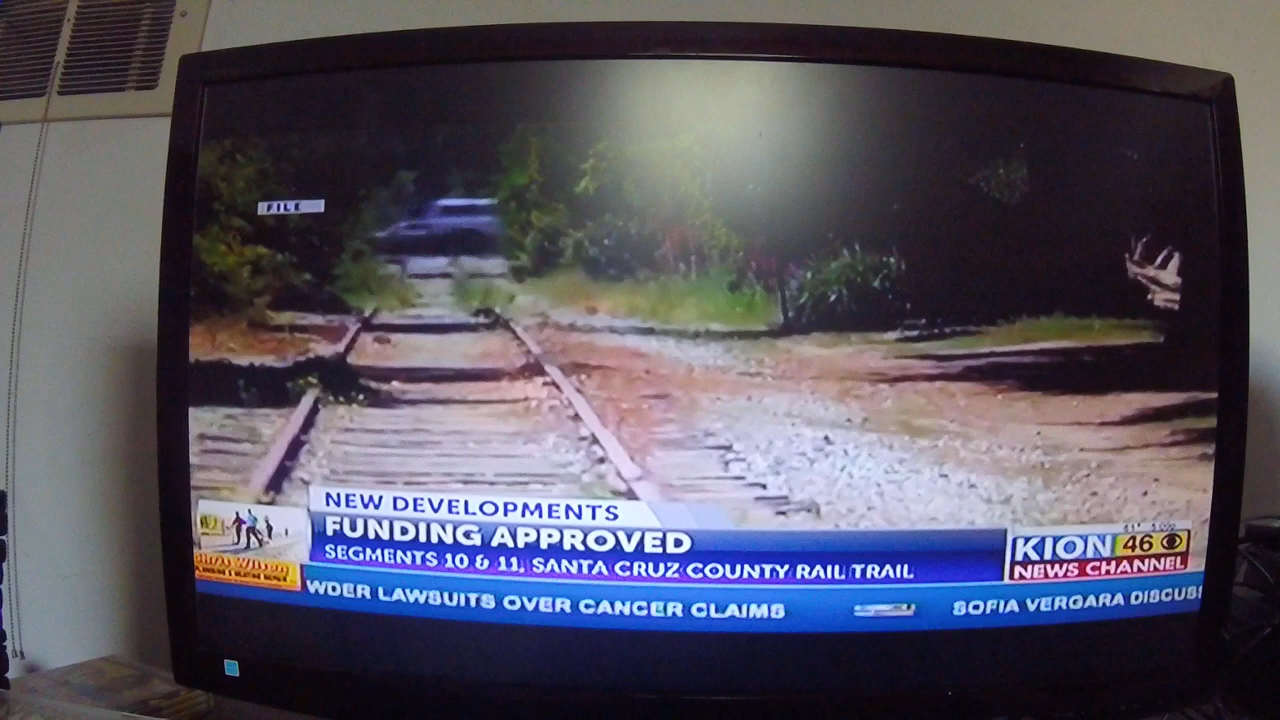 FILE
NEW DEVELOPMENTS
FUNDING APPROVED
SEGMENTS 10 & 11, SANTA CRUZ COUNTY RAIL TRAIL
KION 46
NEWS CHANNEL
WDER LAWSUITS OVER CANCER CLAIMS
SOFIA VERGARA DISCUS